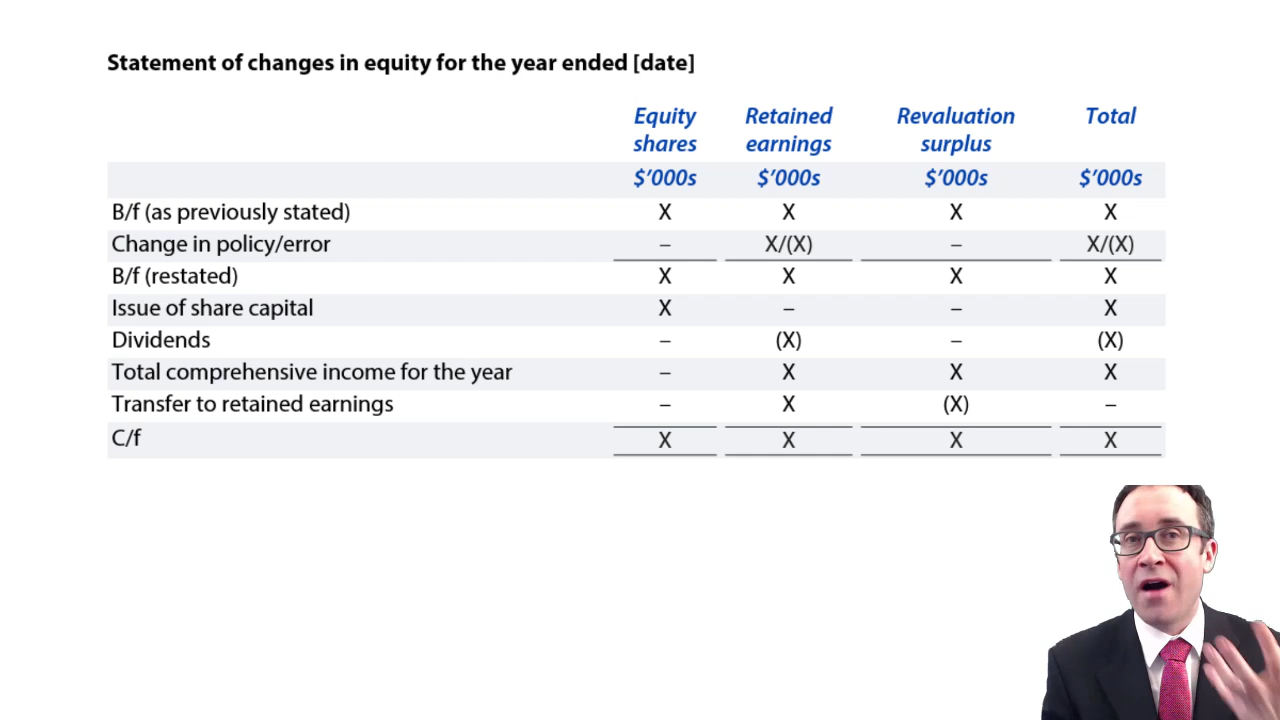 Statement of changes in equity for the year ended [date]
Equity shares Retained earnings Revaluation surplus Total
$’000s $’000s $’000s $’000s
B/f (as previously stated) X X X X
Change in policy/error – X/(X) – X/(X)
B/f (restated) X X X X
Issue of share capital X – – X
Dividends – (X) – (X)
Total comprehensive income for the year – X X X
Transfer to retained earnings – X (X) –
C/f X X X X